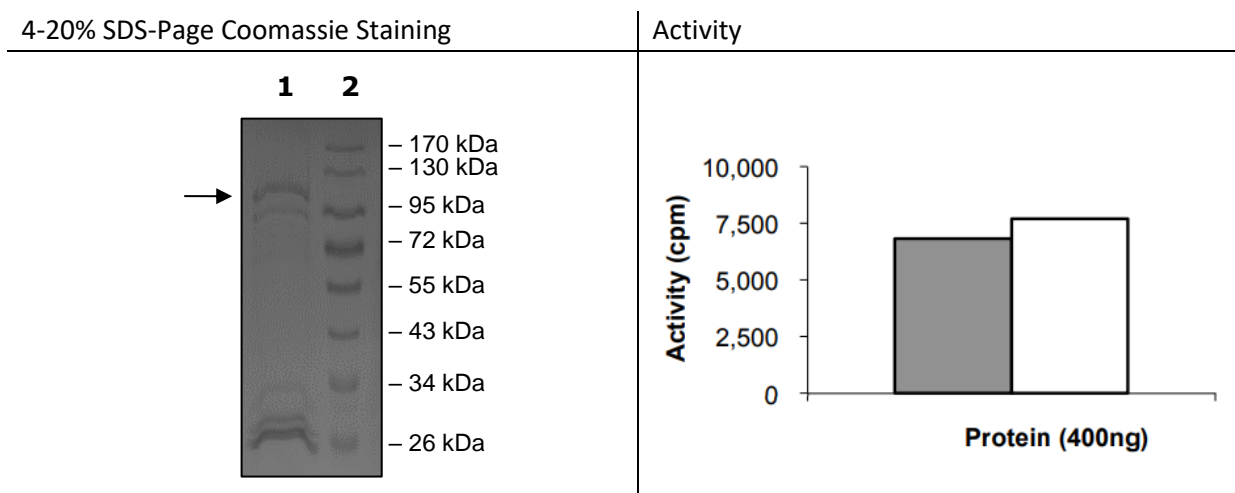 4-20% SDS-Page Coomassie Staining
Activity
1 2
– 170 kDa
– 130 kDa
– 95 kDa
– 72 kDa
– 55 kDa
– 43 kDa
– 34 kDa
– 26 kDa
Activity (cpm)
10,000
7,500
5,000
2,500
0
Protein (400ng)